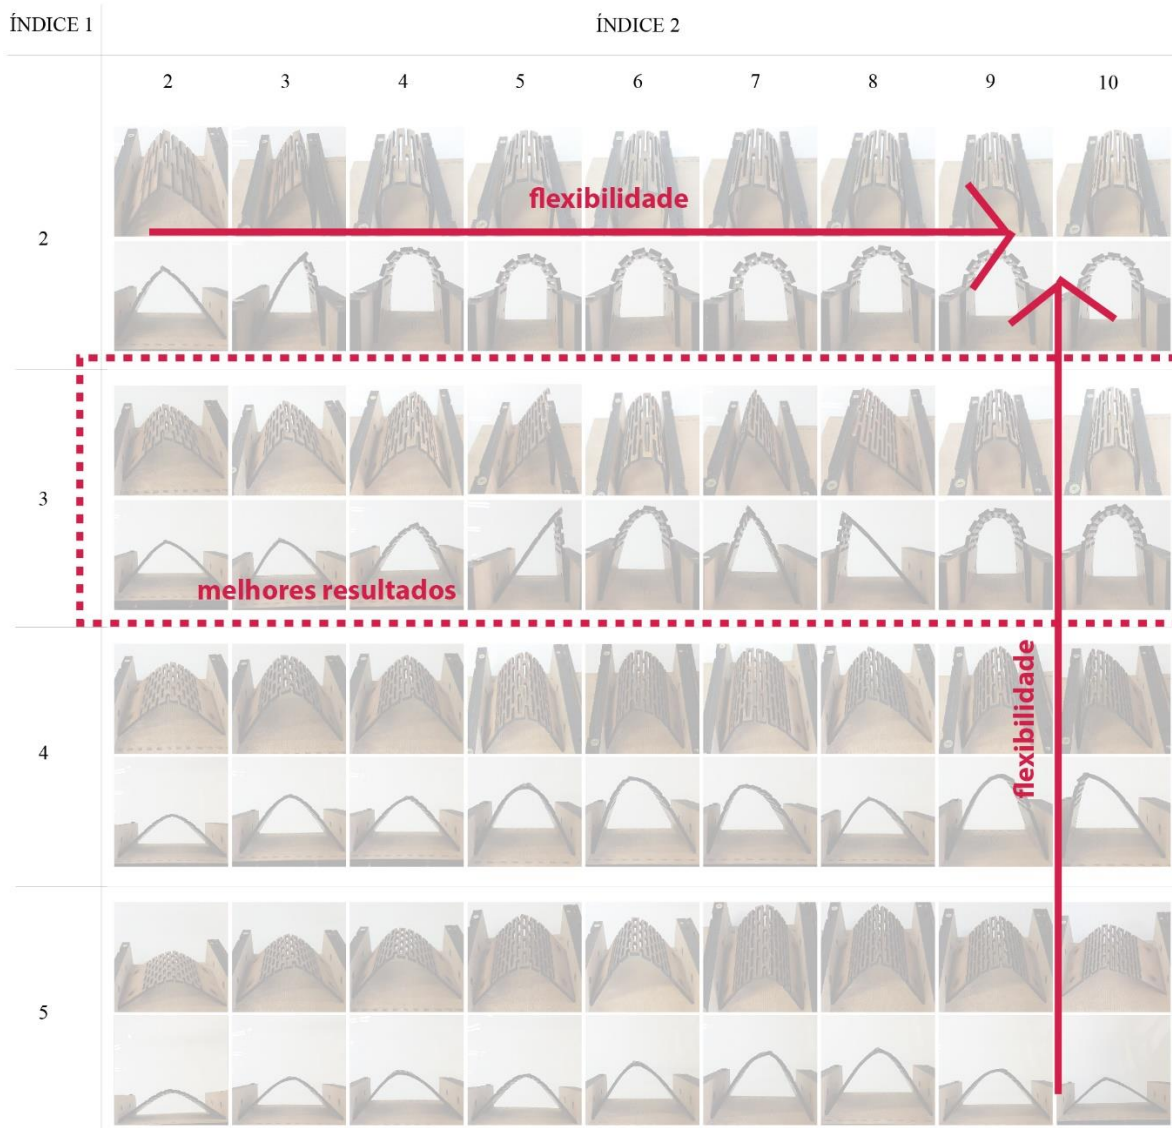 ÍNDICE 1
ÍNDICE 2
2 3 4 5 6 7 8 9 10
2
flexibilidade
3
melhores resultados
4
flexibilidade
5